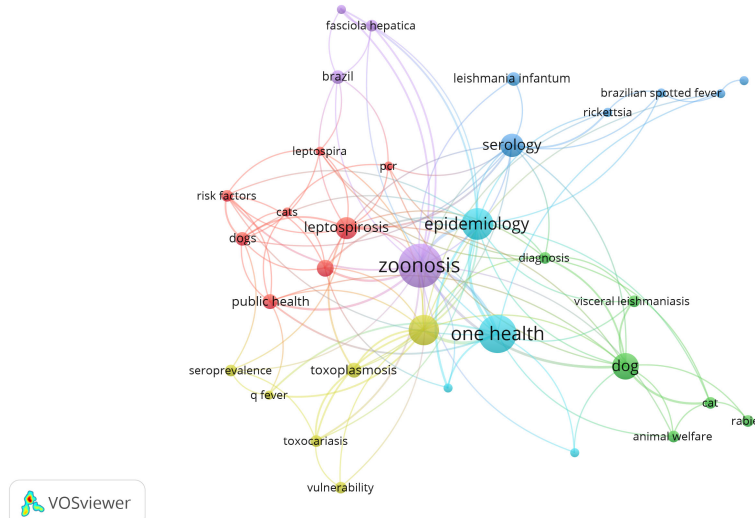 fasciola hepatica
brazil
leishmania infantum
brazilian spotted fever
rickettsia
serology
leptospira
pcr
risk factors
cats
leptospirosis
epidemiology
dogs
diagnosis
zoonosis
public health
visceral leishmaniasis
one health
seroprevalence
toxoplasmosis
dog
q fever
cat
rabie
toxocariasis
animal welfare
vulnerability
VOSviewer